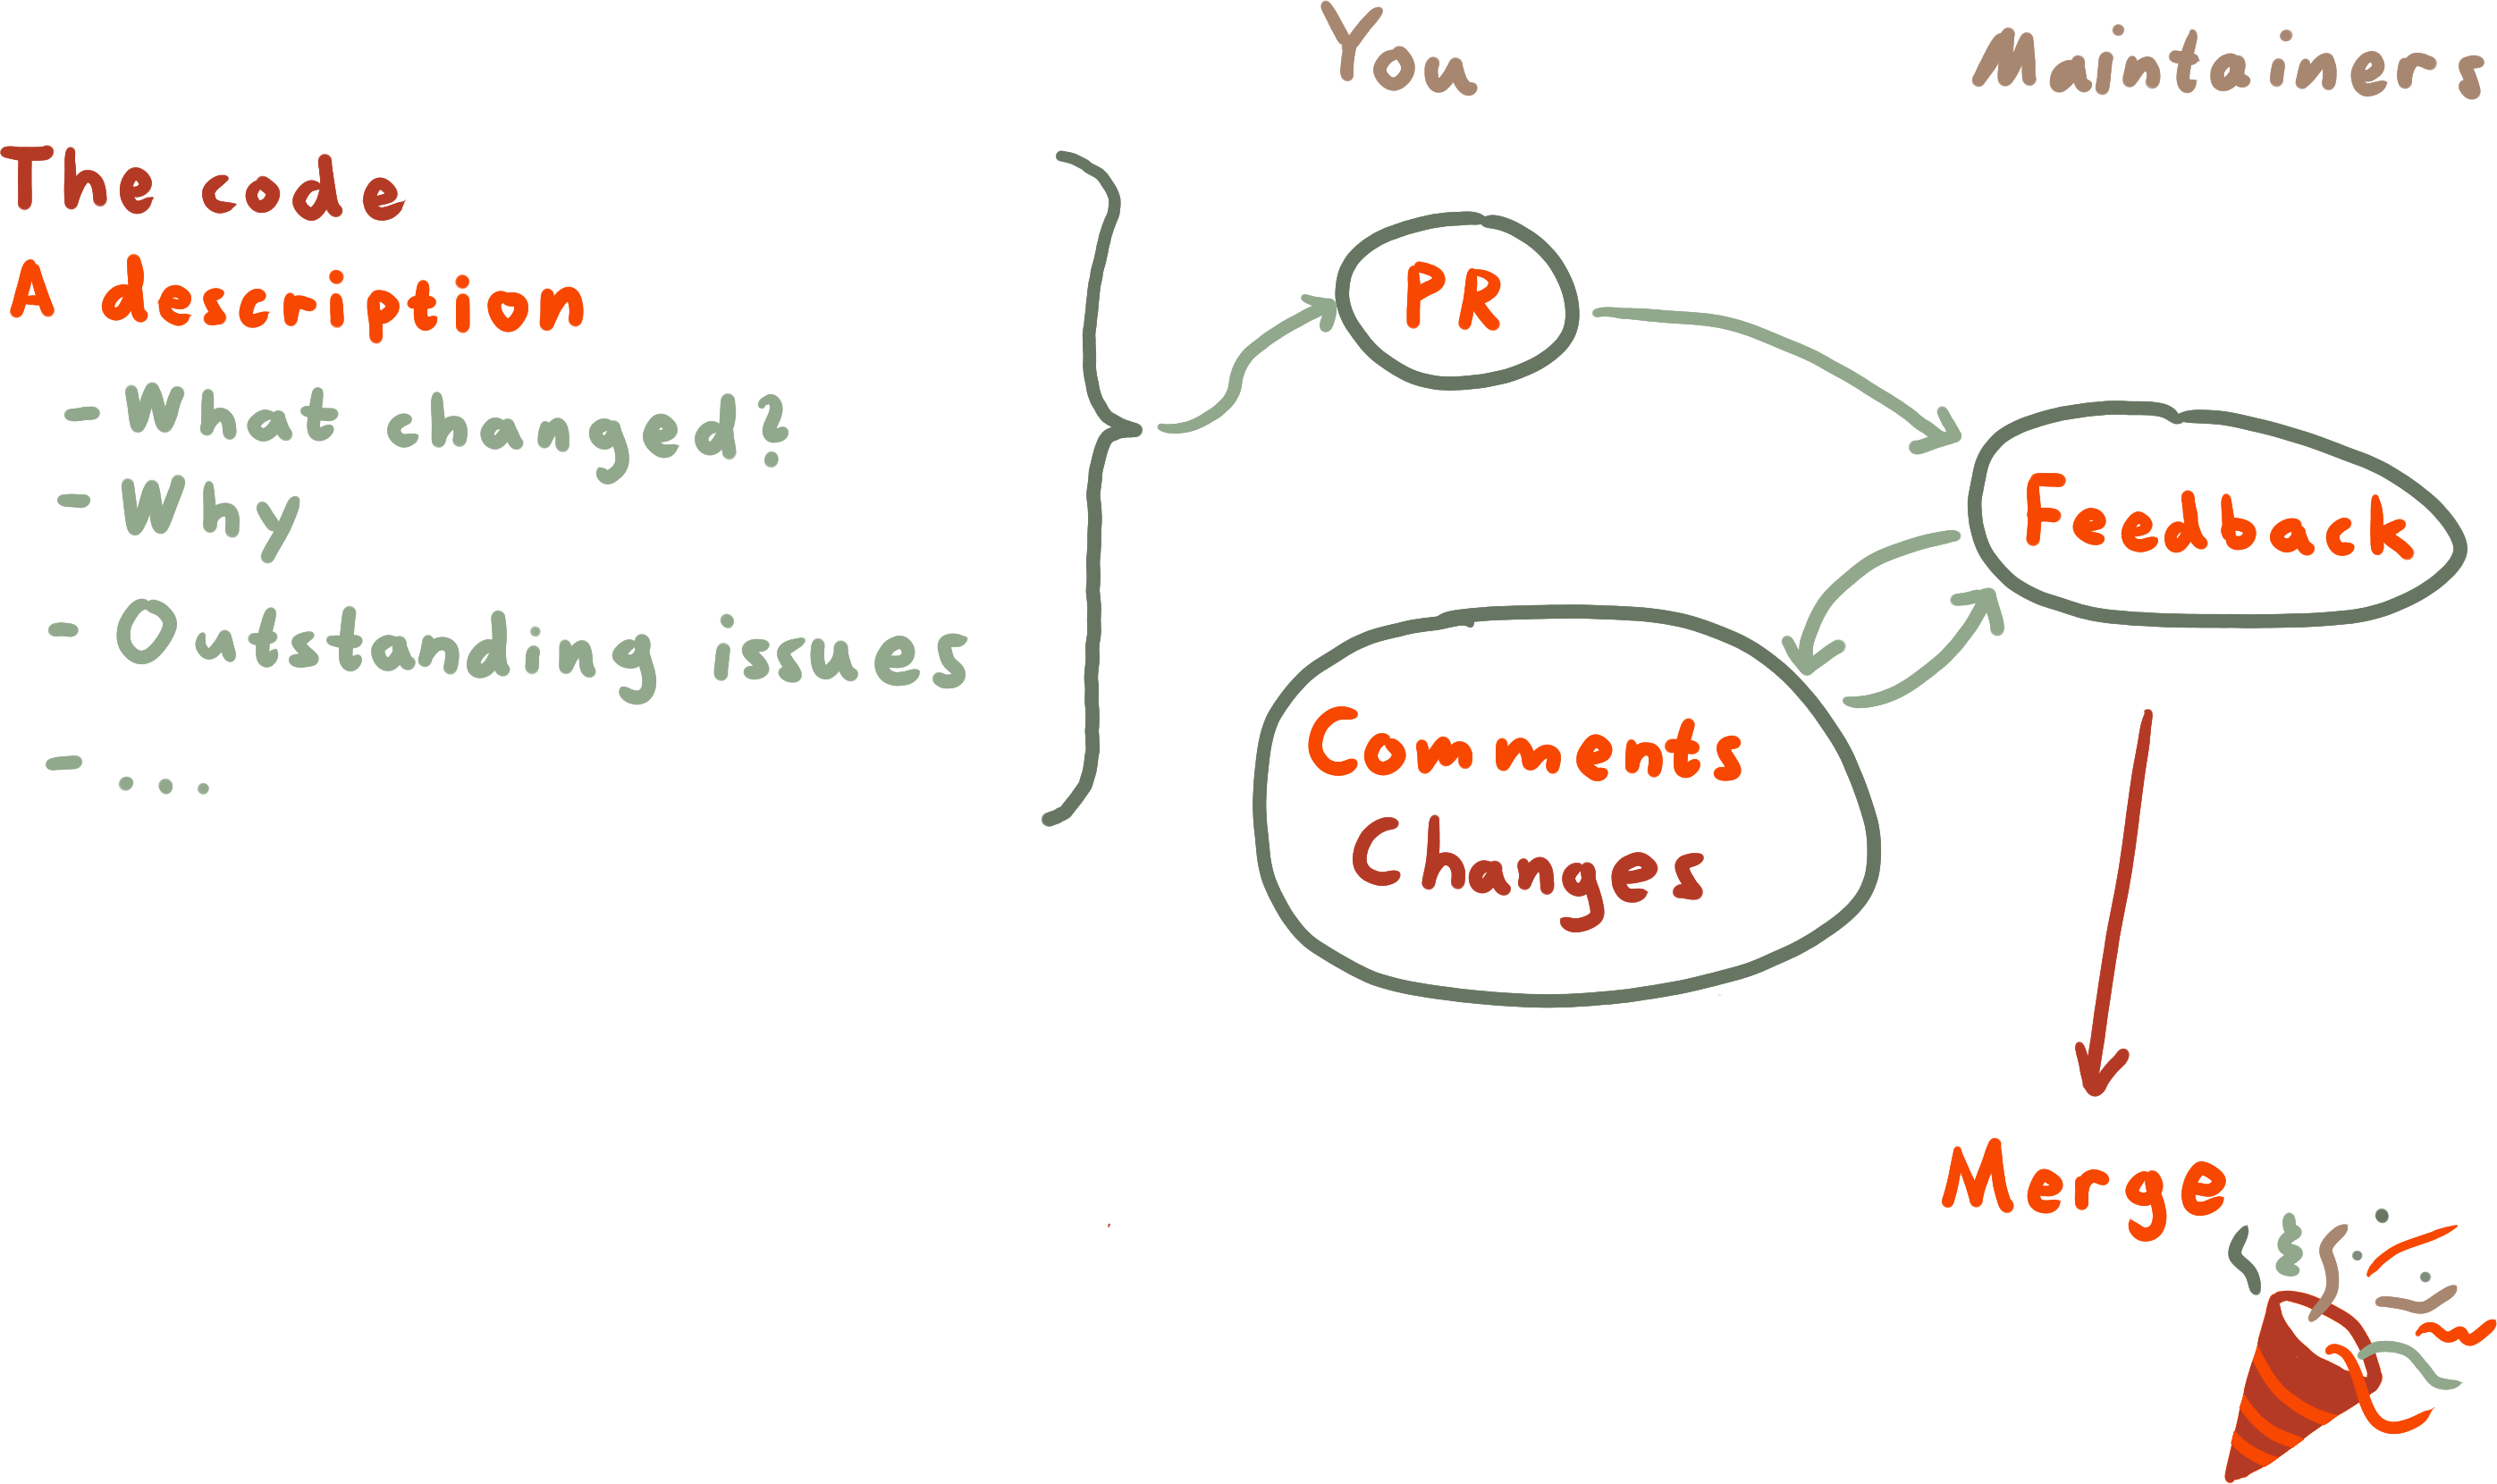 You
Maintainers
The code
A description
- What changed?
- Why
- Outstanding issues
- ...
PR
Feedback
Comments
Changes
Merge